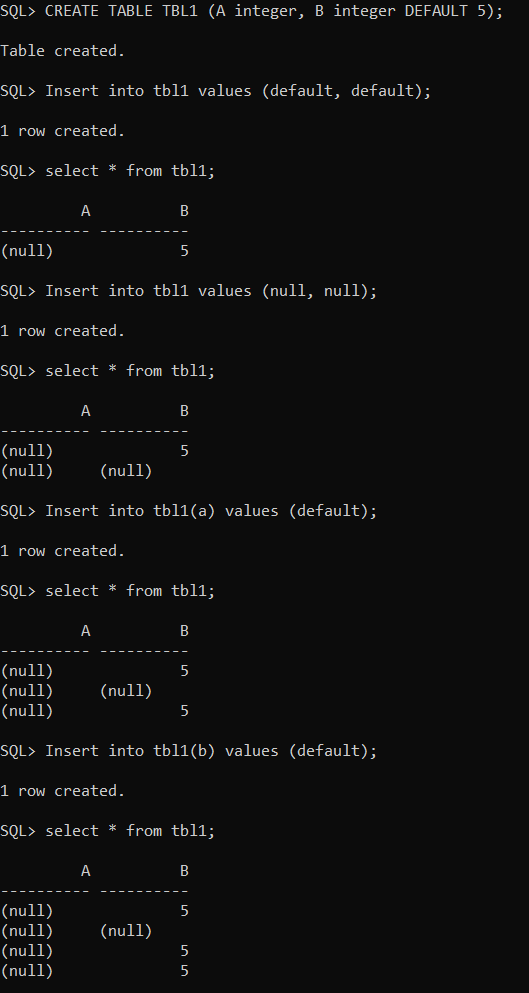 SQL> CREATE TABLE TBL1 (A integer, B integer DEFAULT 5);
Table created.
SQL> Insert into tbl1 values (default, default);
1 row created.
SQL> select * from tbl1;
         A          B
---------- ----------
(null)              5
SQL> Insert into tbl1 values (null, null);
1 row created.
SQL> select * from tbl1;
         A          B
---------- ----------
(null)              5
(null)     (null)
SQL> Insert into tbl1(a) values (default);
1 row created.
SQL> select * from tbl1;
         A          B
---------- ----------
(null)              5
(null)     (null)
(null)              5
SQL> Insert into tbl1(b) values (default);
1 row created.
SQL> select * from tbl1;
         A          B
---------- ----------
(null)              5
(null)     (null)
(null)              5
(null)              5